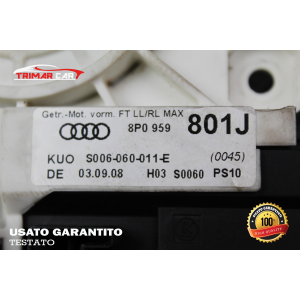 TRIMAR CAR
Getr.-Mot. vorm. FT LL/RL MAX
8P0 959 801J
KUO S006-060-011-E (0045)
DE 03.09.08 H03 S0060 PS10
USATO GARANTITO
TESTATO
100%